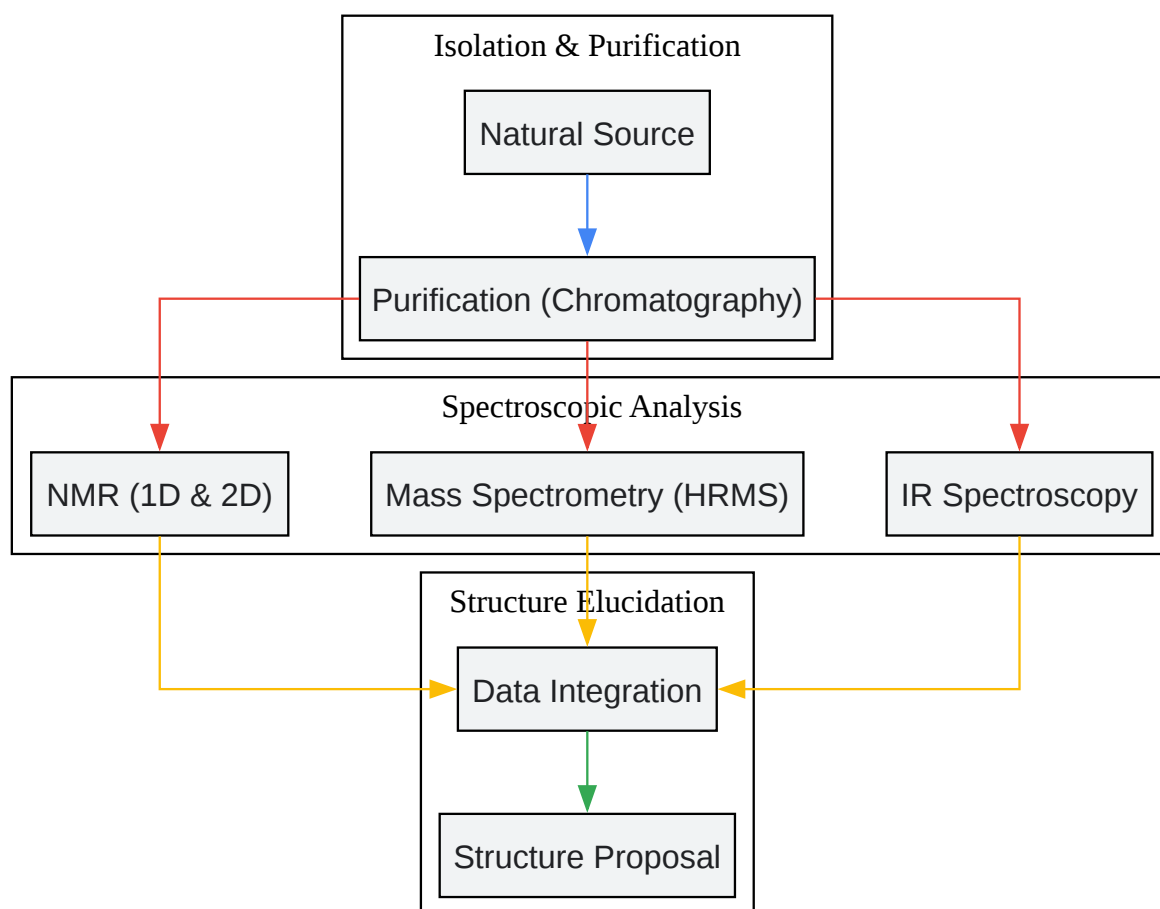 Isolation & Purification
Natural Source
Purification (Chromatography)
Spectroscopic Analysis
NMR (1D & 2D)
Mass Spectrometry (HRMS)
IR Spectroscopy
Structure Elucidation
Data Integration
Structure Proposal